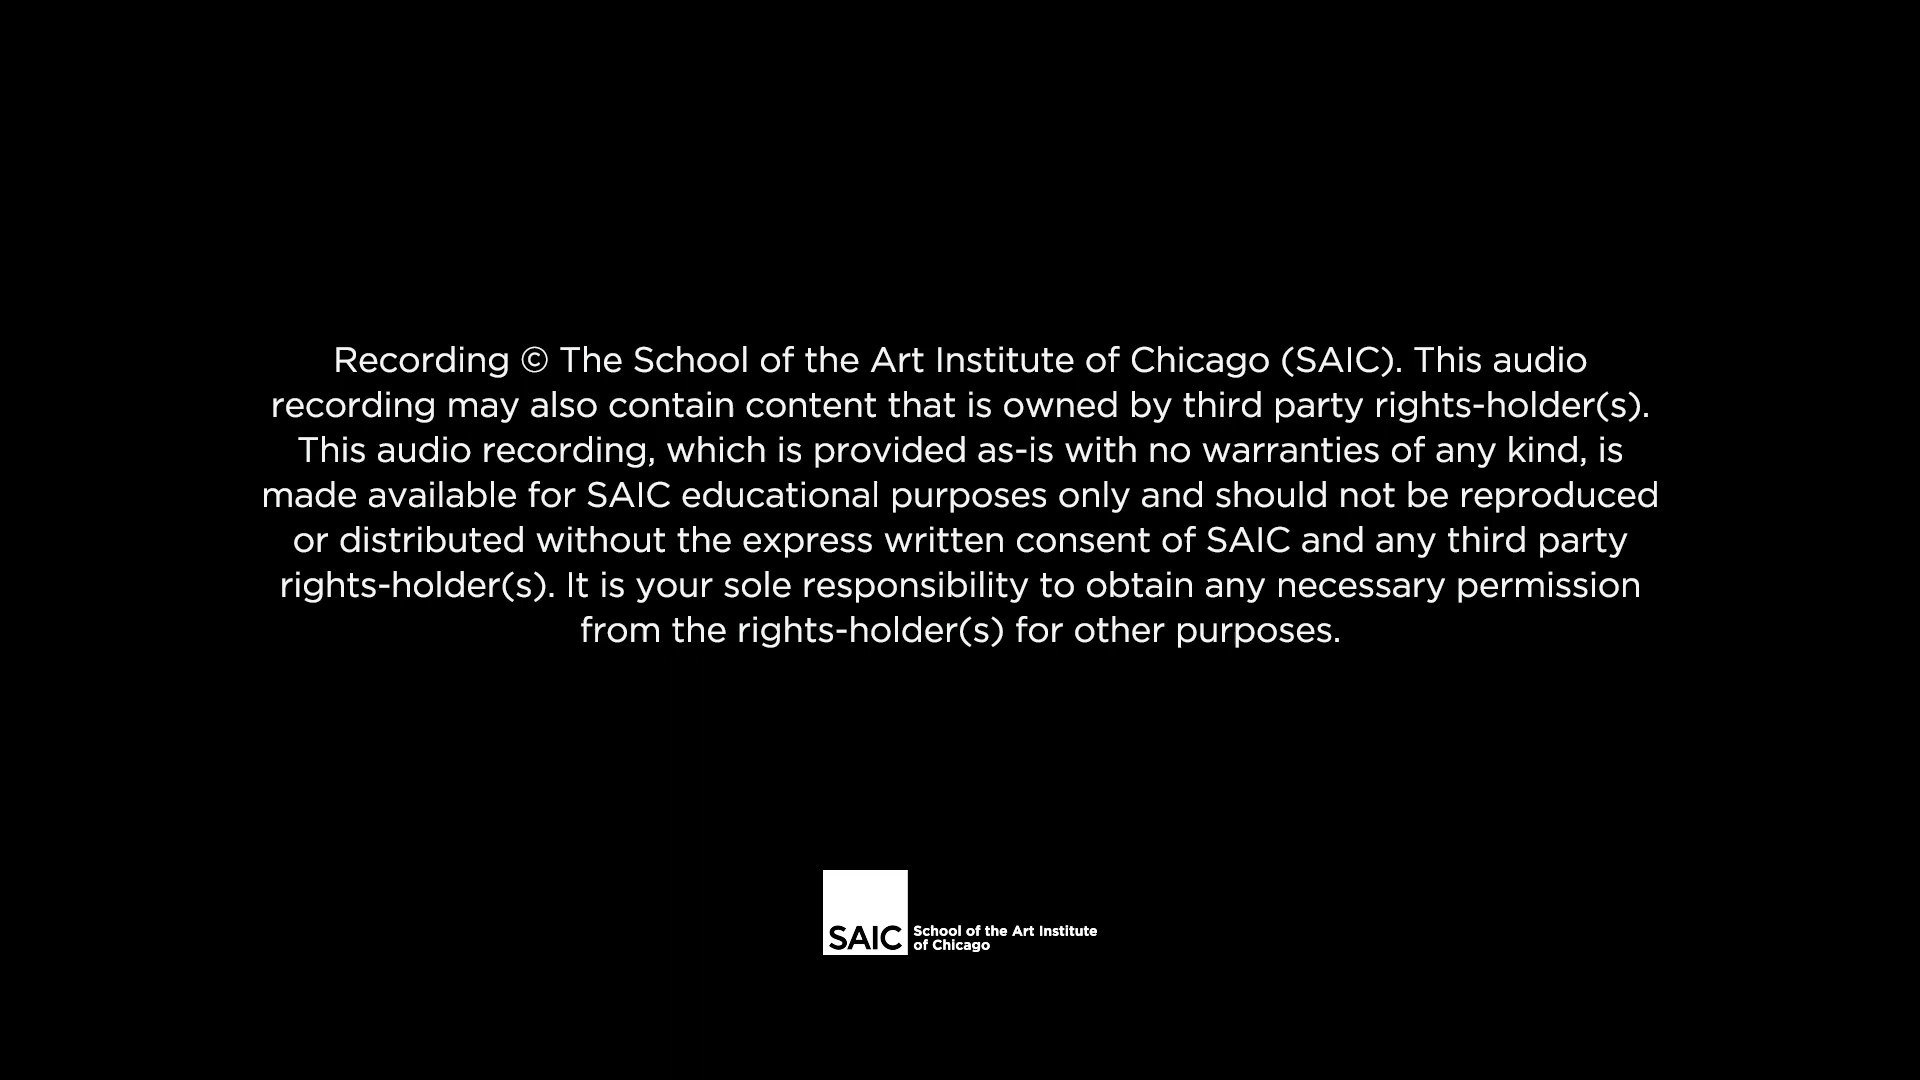 Recording © The School of the Art Institute of Chicago (SAIC). This audio
recording may also contain content that is owned by third party rights-holder(s).
This audio recording, which is provided as-is with no warranties of any kind, is
made available for SAIC educational purposes only and should not be reproduced
or distributed without the express written consent of SAIC and any third party
rights-holder(s). It is your sole responsibility to obtain any necessary permission
from the rights-holder(s) for other purposes.
SAIC
School of the Art Institute
of Chicago